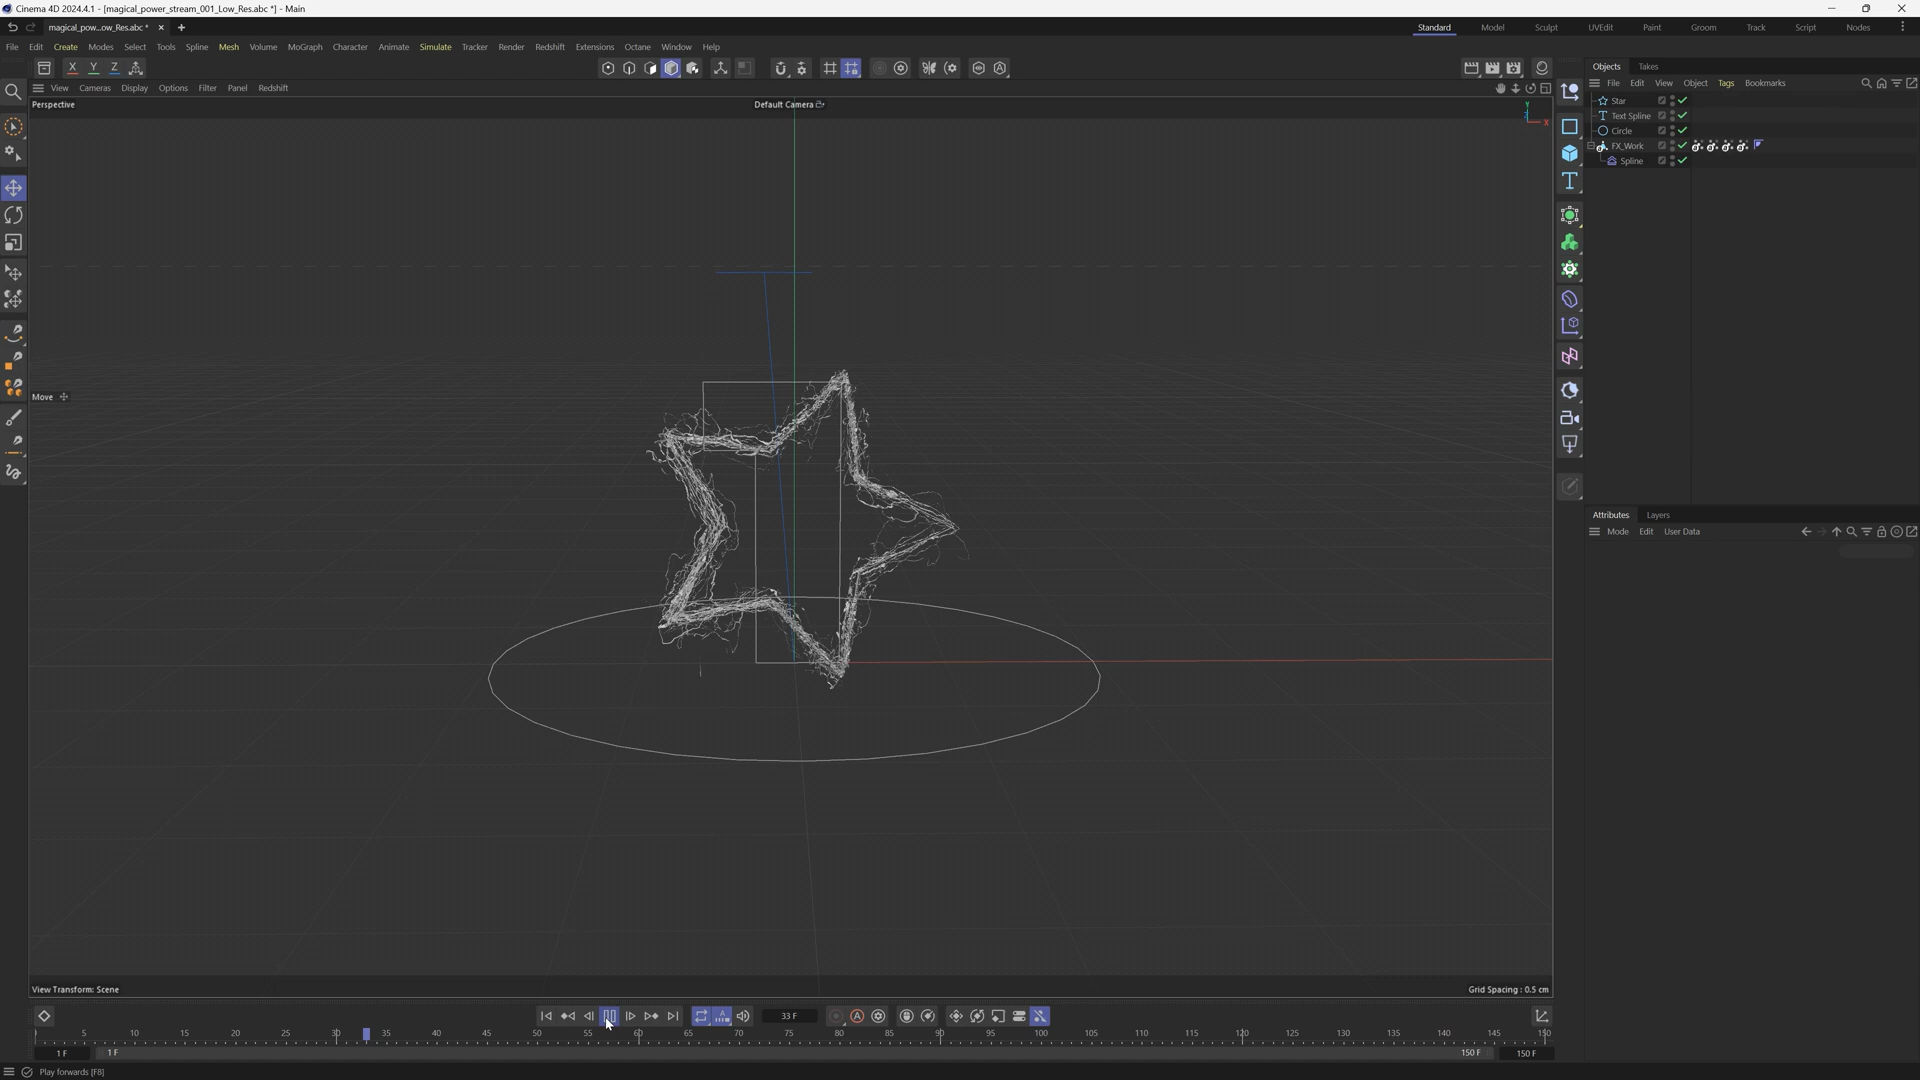 Cinema 4D 2024.4.1 - [magical_power_stream_001_Low_Res.abc *] - Main
magical_pow...ow_Res.abc *
Standard Model Sculpt UVEdit Paint Groom Track Script Nodes
File Edit Create Modes Select Tools Spline Mesh Volume MoGraph Character Animate Simulate Tracker Render Redshift Extensions Octane Window Help
X Y Z
Objects Takes
View Cameras Display Options Filter Panel Redshift
File Edit View Object Tags Bookmarks
Perspective
Default Camera
Y
Z
X
Star
Text Spline
Circle
FX_Work
Spline
Move
Attributes Layers
Mode Edit User Data
View Transform: Scene
Grid Spacing : 0.5 cm
33 F
5 10 15 20 25 30 35 40 45 50 55 60 65 70 75 80 85 90 95 100 105 110 115 120 125 130 135 140 145 150
1 F
1 F
150 F
150 F
Play forwards [F8]